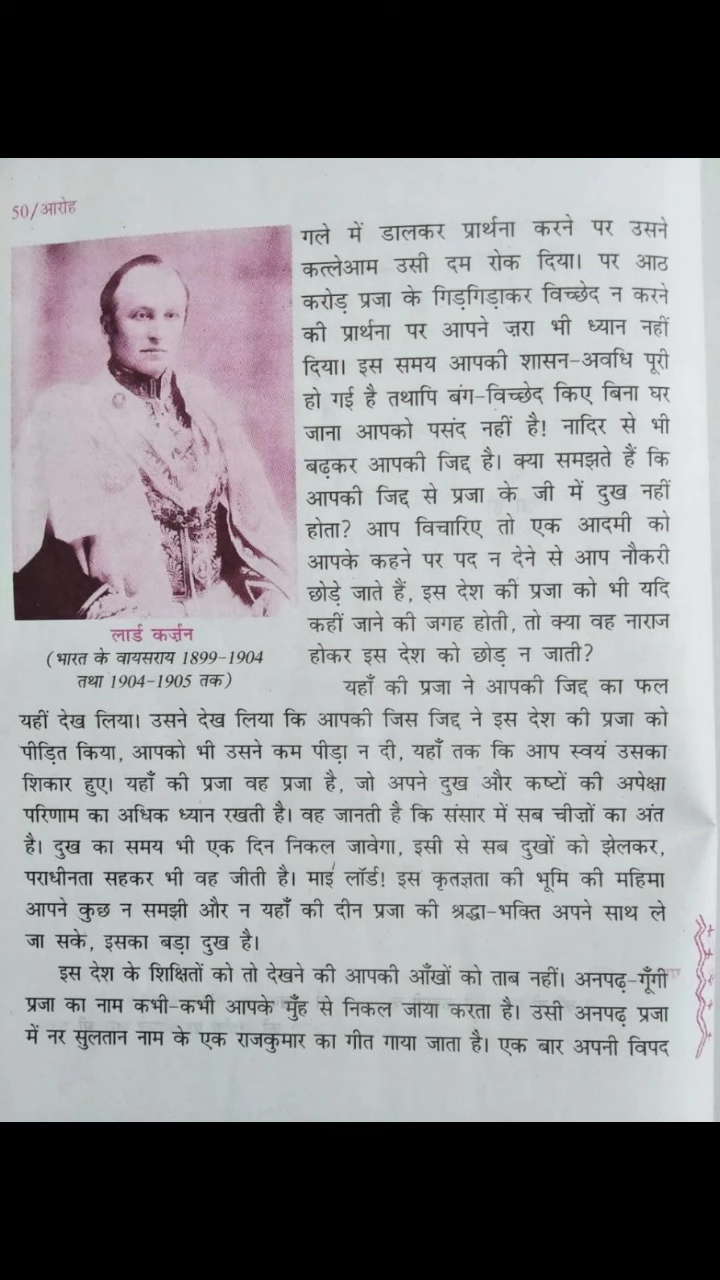 50/आरोह
गले में डालकर प्रार्थना करने पर उसने
कत्लेआम उसी दम रोक दिया। पर आठ
करोड़ प्रजा के गिड़गिड़ाकर विच्छेद न करने
की प्रार्थना पर आपने ज़रा भी ध्यान नहीं
दिया। इस समय आपकी शासन-अवधि पूरी
हो गई है तथापि बंग-विच्छेद किए बिना घर
जाना आपको पसंद नहीं है! नादिर से भी
बढ़कर आपकी जिद्द है। क्या समझते हैं कि
आपकी जिद्द से प्रजा के जी में दुख नहीं
होता? आप विचारिए तो एक आदमी को
आपके कहने पर पद न देने से आप नौकरी
छोड़े जाते हैं, इस देश की प्रजा को भी यदि
कहीं जाने की जगह होती, तो क्या वह नाराज
होकर इस देश को छोड़ न जाती?
लार्ड कर्ज़न
(भारत के वायसराय 1899-1904
तथा 1904-1905 तक)
यहाँ की प्रजा ने आपकी जिद्द का फल
यहीं देख लिया। उसने देख लिया कि आपकी जिस जिद्द ने इस देश की प्रजा को
पीड़ित किया, आपको भी उसने कम पीड़ा न दी, यहाँ तक कि आप स्वयं उसका
शिकार हुए। यहाँ की प्रजा वह प्रजा है, जो अपने दुख और कष्टों की अपेक्षा
परिणाम का अधिक ध्यान रखती है। वह जानती है कि संसार में सब चीज़ों का अंत
है। दुख का समय भी एक दिन निकल जावेगा, इसी से सब दुखों को झेलकर,
पराधीनता सहकर भी वह जीती है। माई लॉर्ड! इस कृतज्ञता की भूमि की महिमा
आपने कुछ न समझी और न यहाँ की दीन प्रजा की श्रद्धा-भक्ति अपने साथ ले
जा सके, इसका बड़ा दुख है।
इस देश के शिक्षितों को तो देखने की आपकी आँखों को ताब नहीं। अनपढ़-गूँगी
प्रजा का नाम कभी-कभी आपके मुँह से निकल जाया करता है। उसी अनपढ़ प्रजा
में नर सुलतान नाम के एक राजकुमार का गीत गाया जाता है। एक बार अपनी विपद